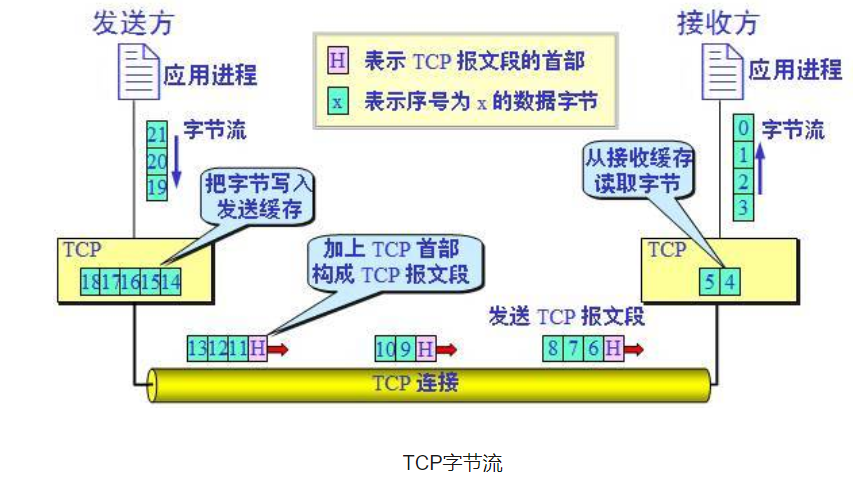 发送方
接收方
应用进程
H 表示 TCP 报文段的首部
x 表示序号为 x 的数据字节
应用进程
21
20
19
字节流
把字节写入
发送缓存
从接收缓存
读取字节
0
1
2
3
字节流
TCP
18 17 16 15 14
加上 TCP 首部
构成 TCP 报文段
TCP
5 4
发送 TCP 报文段
13 12 11 H
10 9 H
8 7 6 H
TCP 连接
TCP字节流